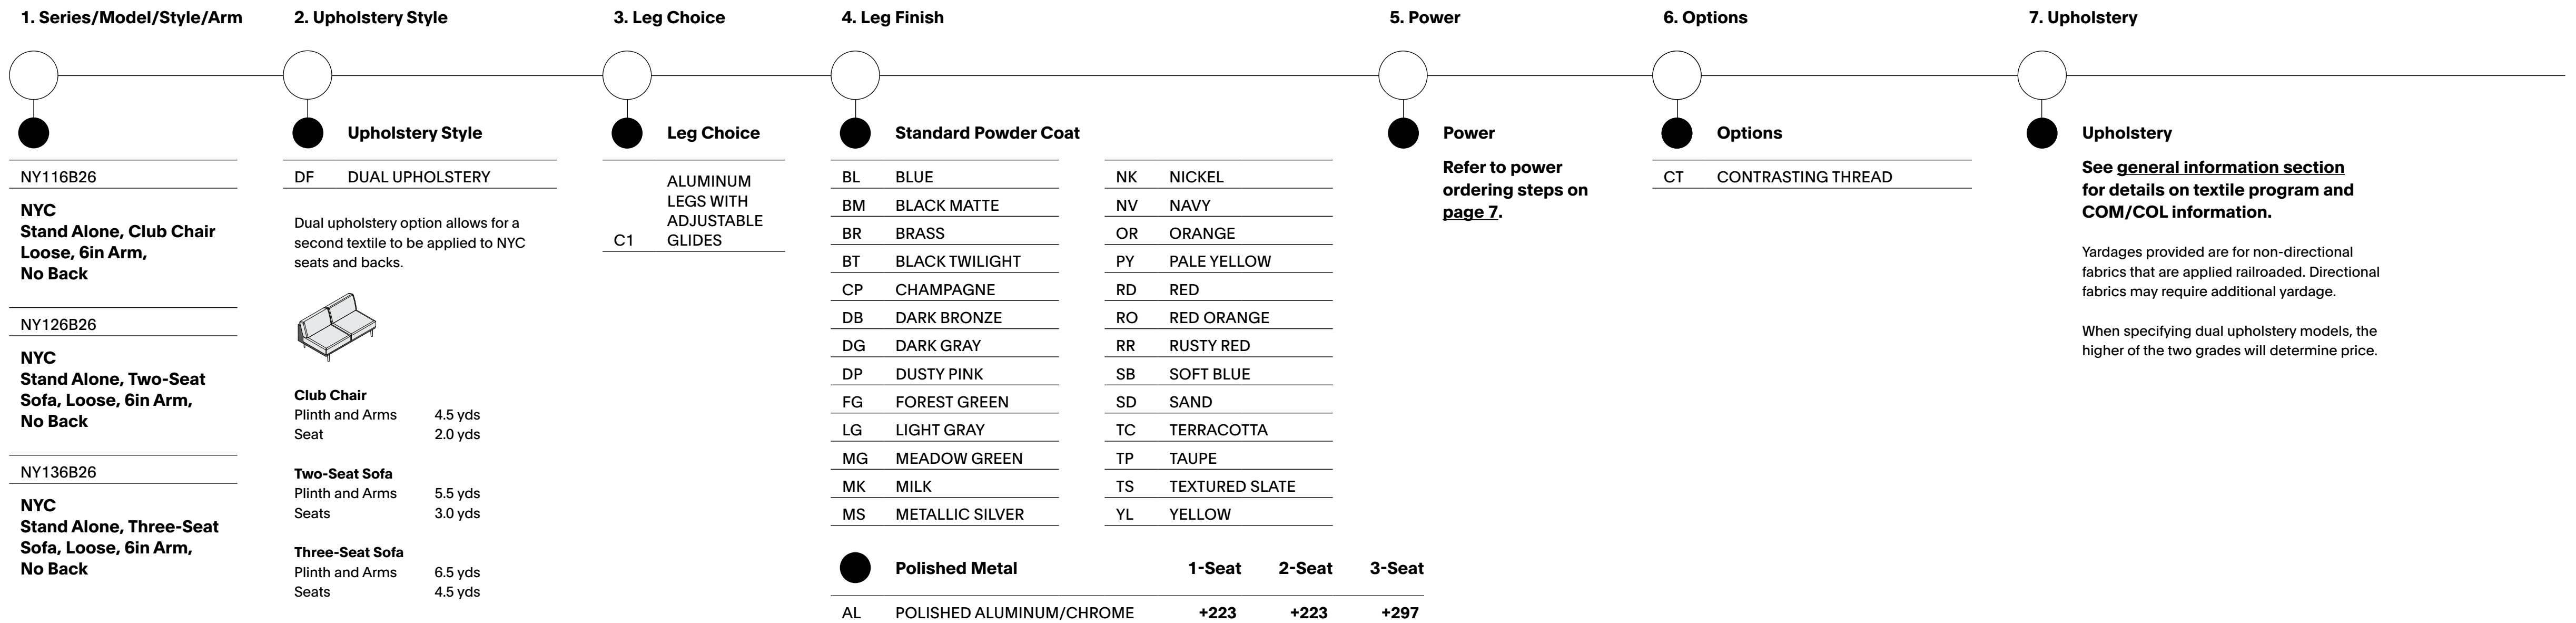 1. Series/Model/Style/Arm
2. Upholstery Style
3. Leg Choice
4. Leg Finish
5. Power
6. Options
7. Upholstery
NY116B26
NYC
Stand Alone, Club Chair
Loose, 6in Arm,
No Back
NY126B26
NYC
Stand Alone, Two-Seat
Sofa, Loose, 6in Arm,
No Back
NY136B26
NYC
Stand Alone, Three-Seat
Sofa, Loose, 6in Arm,
No Back
Upholstery Style
DF DUAL UPHOLSTERY
Dual upholstery option allows for a
second textile to be applied to NYC
seats and backs.
Club Chair
Plinth and Arms 4.5 yds
Seat 2.0 yds
Two-Seat Sofa
Plinth and Arms 5.5 yds
Seats 3.0 yds
Three-Seat Sofa
Plinth and Arms 6.5 yds
Seats 4.5 yds
Leg Choice
ALUMINUM
LEGS WITH
ADJUSTABLE
C1 GLIDES
Standard Powder Coat
BL BLUE
BM BLACK MATTE
BR BRASS
BT BLACK TWILIGHT
CP CHAMPAGNE
DB DARK BRONZE
DG DARK GRAY
DP DUSTY PINK
FG FOREST GREEN
LG LIGHT GRAY
MG MEADOW GREEN
MK MILK
MS METALLIC SILVER
NK NICKEL
NV NAVY
OR ORANGE
PY PALE YELLOW
RD RED
RO RED ORANGE
RR RUSTY RED
SB SOFT BLUE
SD SAND
TC TERRACOTTA
TP TAUPE
TS TEXTURED SLATE
YL YELLOW
Polished Metal 1-Seat 2-Seat 3-Seat
AL POLISHED ALUMINUM/CHROME +223 +223 +297
Power
Refer to power
ordering steps on
page 7.
Options
CT CONTRASTING THREAD
Upholstery
See general information section
for details on textile program and
COM/COL information.
Yardages provided are for non-directional
fabrics that are applied railroaded. Directional
fabrics may require additional yardage.
When specifying dual upholstery models, the
higher of the two grades will determine price.